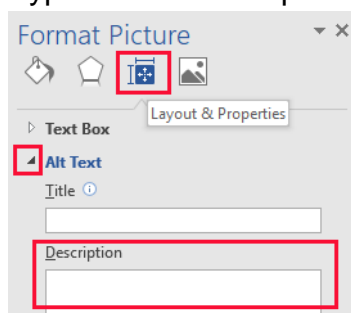 Format Picture
Layout & Properties
Text Box
Alt Text
Title
Description